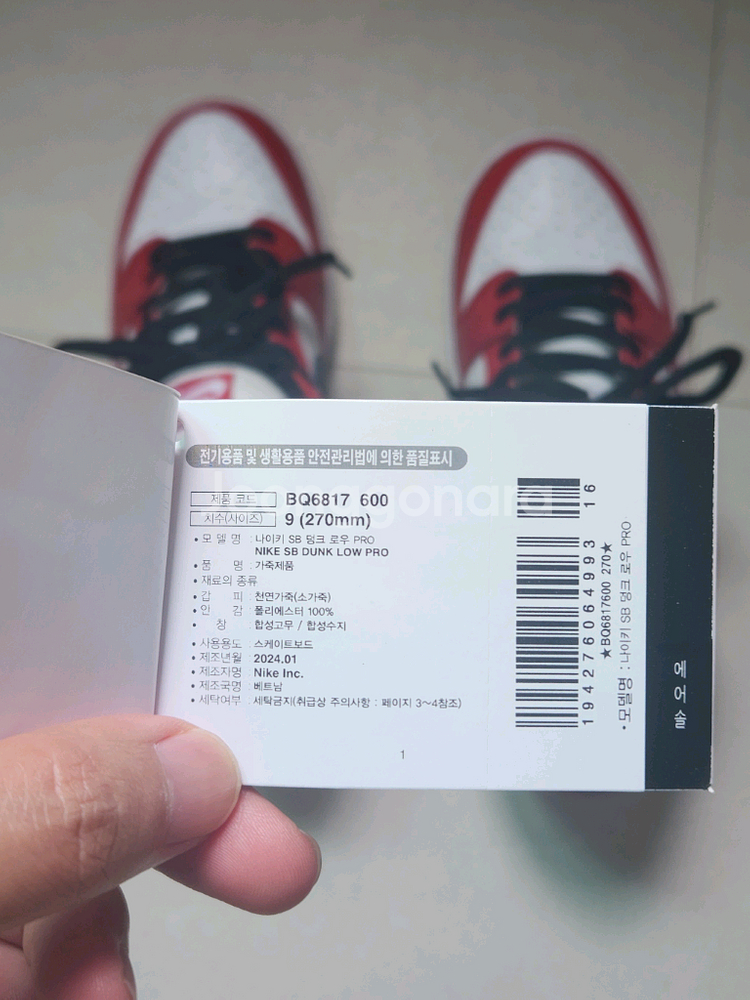 전기용품 및 생활용품 안전관리법에 의한 품질표시
제품 코드 BQ6817 600
치수(사이즈) 9 (270mm)
• 모 델 명 : 나이키 SB 덩크 로우 PRO
NIKE SB DUNK LOW PRO
• 품 명 : 가죽제품
• 재료의 종류
• 갑 피 : 천연가죽(소가죽)
• 안 감 : 폴리에스터 100%
• 창 : 합성고무 / 합성수지
• 사용용도 : 스케이트보드
• 제조년월 : 2024.01
• 제조자명 : Nike Inc.
• 제조국명 : 베트남
• 세탁여부 : 세탁금지(취급상 주의사항 : 페이지 3~4참조)
1
194276064993 16
★BQ6817600 270★
• 모델명 : 나이키 SB 덩크 로우 PRO
에어솔
Joonggonara